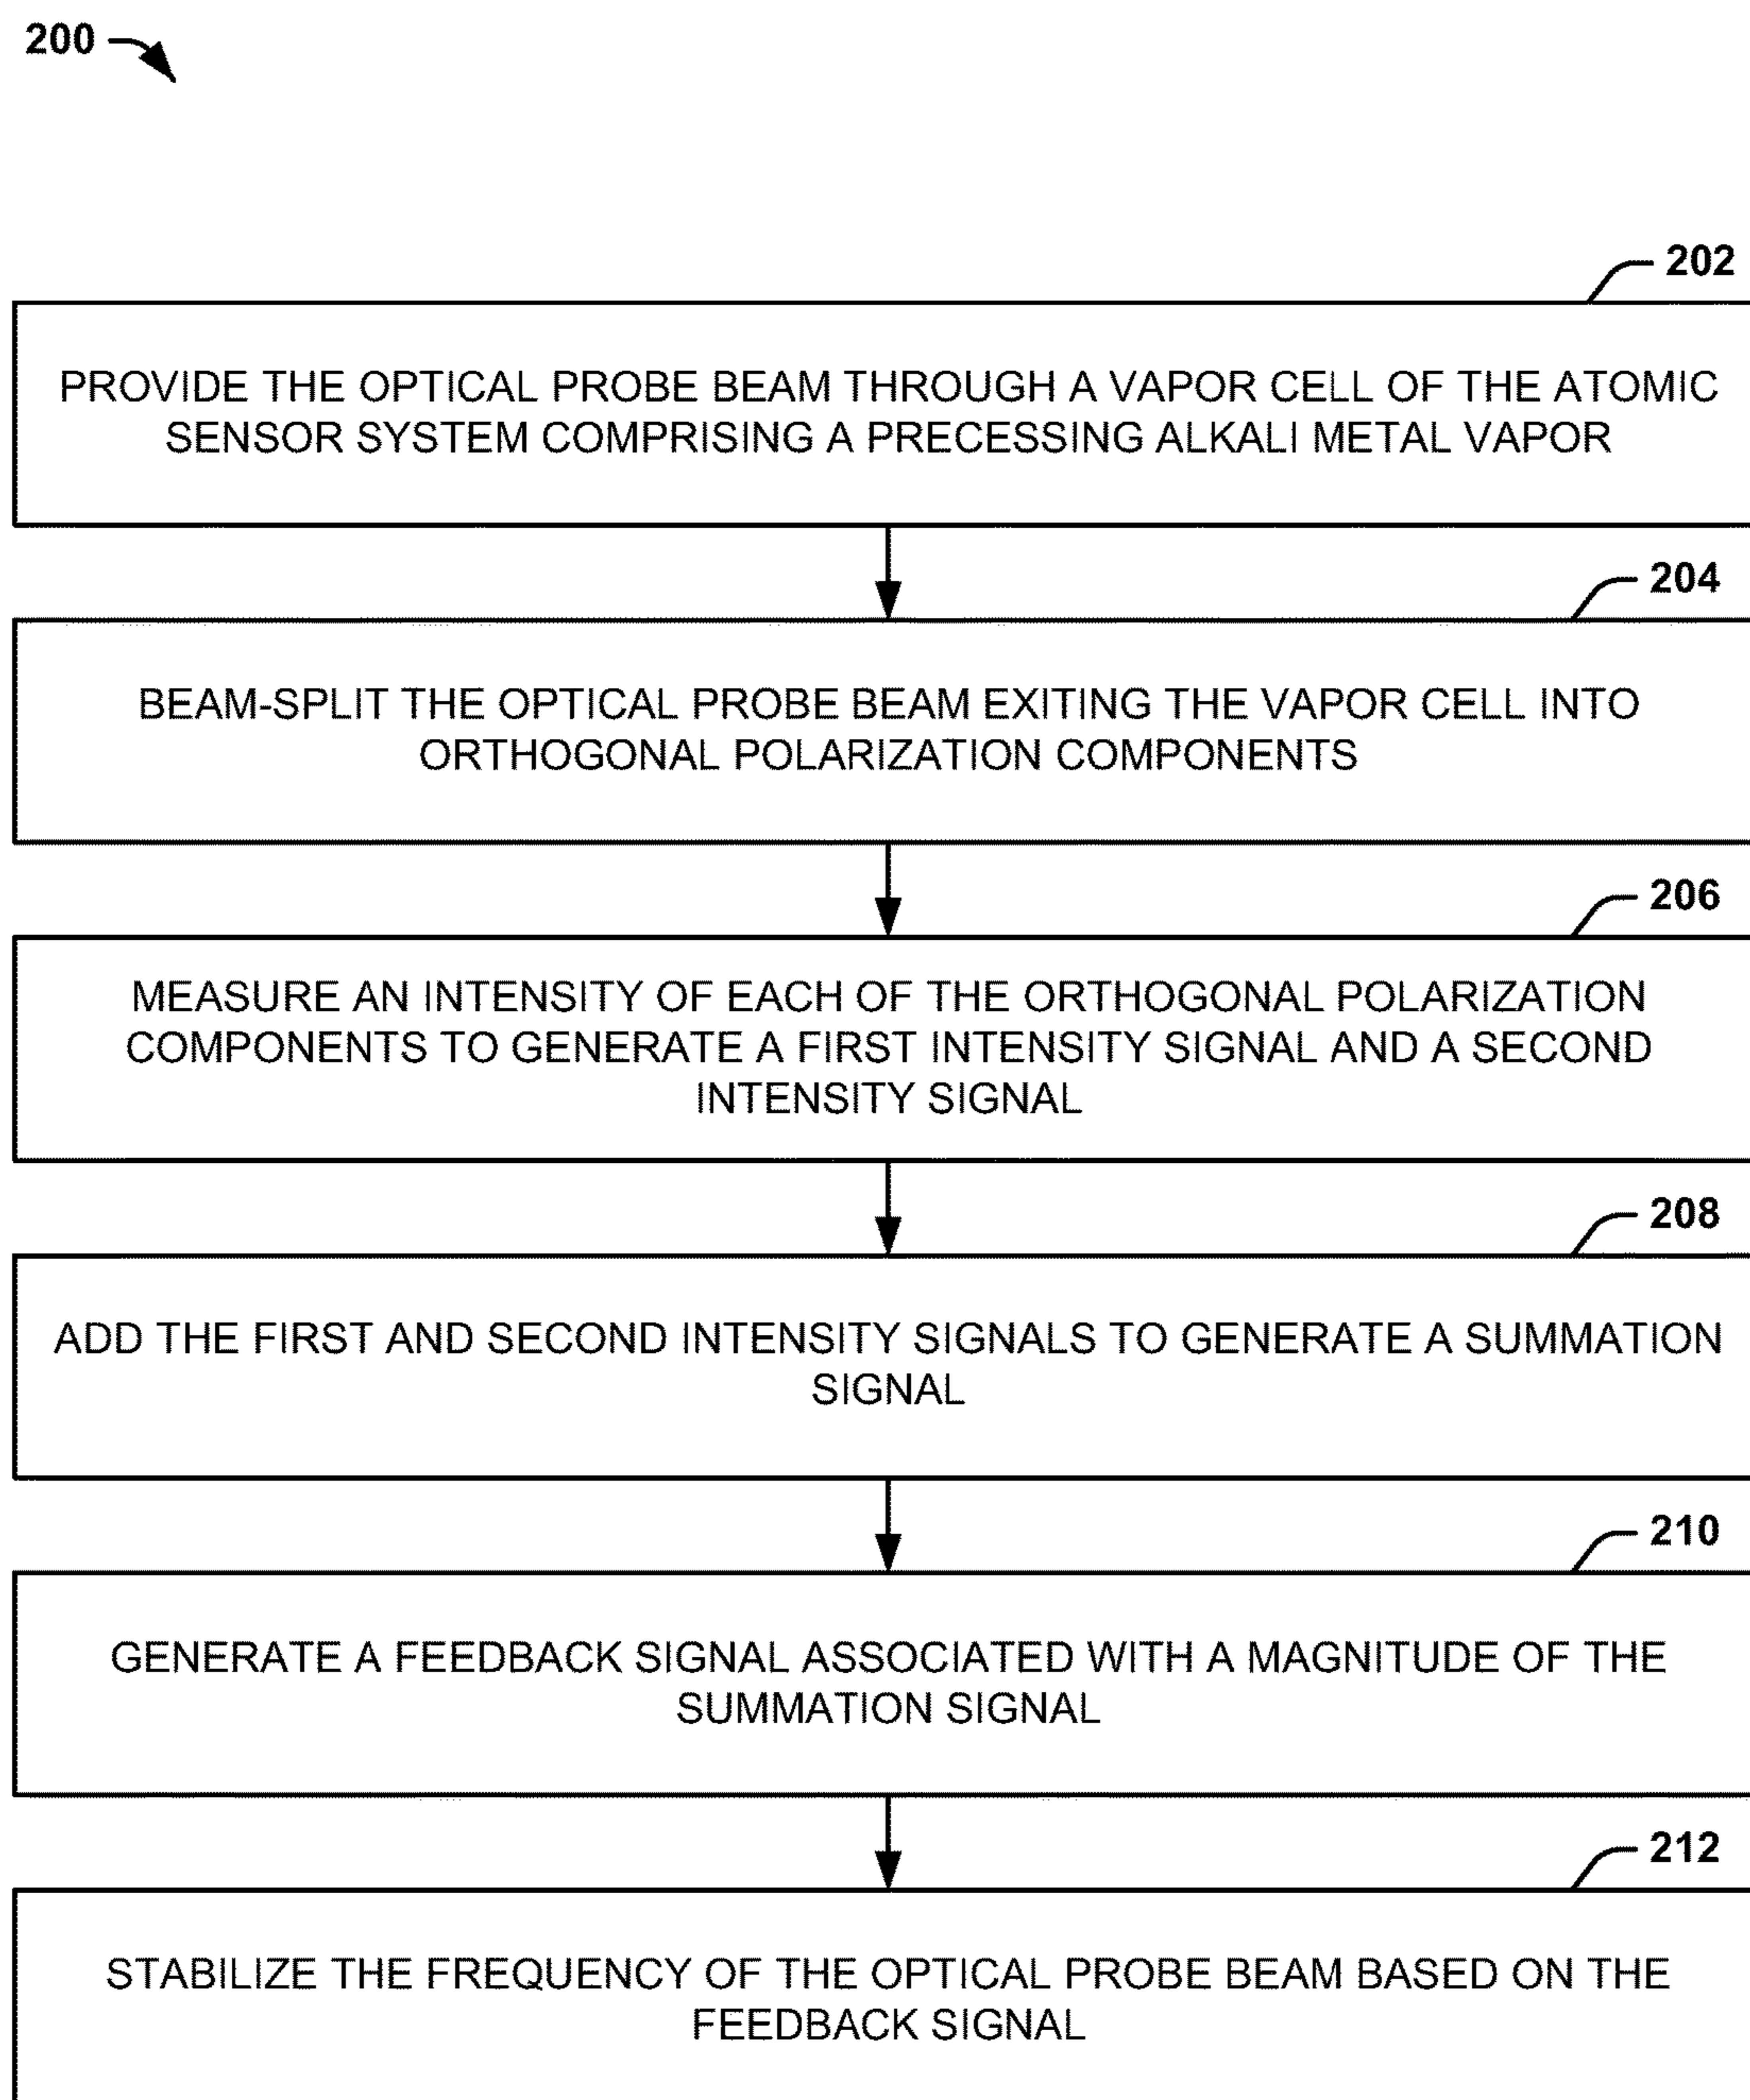 200
202
PROVIDE THE OPTICAL PROBE BEAM THROUGH A VAPOR CELL OF THE ATOMIC
SENSOR SYSTEM COMPRISING A PRECESSING ALKALI METAL VAPOR
204
BEAM-SPLIT THE OPTICAL PROBE BEAM EXITING THE VAPOR CELL INTO
ORTHOGONAL POLARIZATION COMPONENTS
206
MEASURE AN INTENSITY OF EACH OF THE ORTHOGONAL POLARIZATION
COMPONENTS TO GENERATE A FIRST INTENSITY SIGNAL AND A SECOND
INTENSITY SIGNAL
208
ADD THE FIRST AND SECOND INTENSITY SIGNALS TO GENERATE A SUMMATION
SIGNAL
210
GENERATE A FEEDBACK SIGNAL ASSOCIATED WITH A MAGNITUDE OF THE
SUMMATION SIGNAL
212
STABILIZE THE FREQUENCY OF THE OPTICAL PROBE BEAM BASED ON THE
FEEDBACK SIGNAL